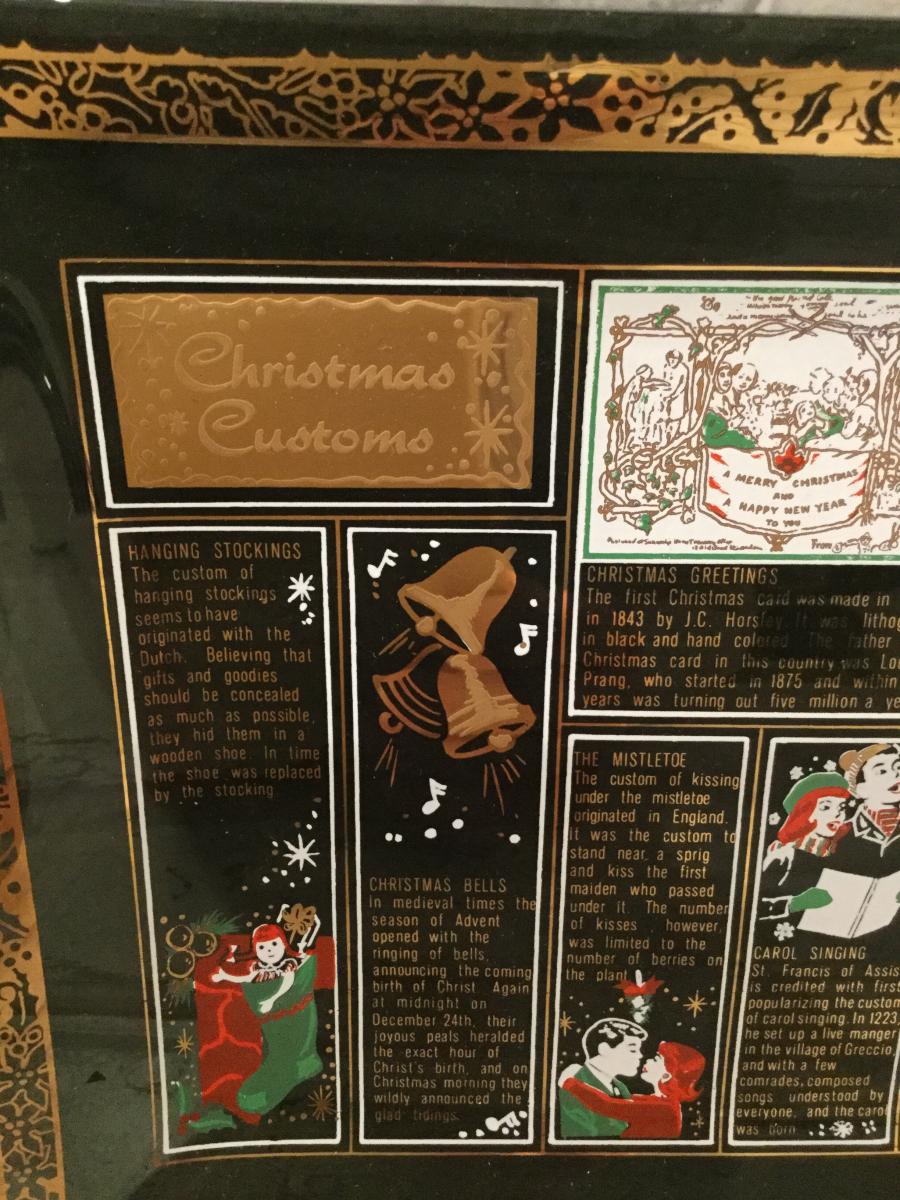 Christmas
Customs
HANGING STOCKINGS
The custom of
hanging stockings
seems to have
originated with the
Dutch. Believing that
gifts and goodies
should be concealed
as much as possible,
they hid them in a
wooden shoe. In time
the shoe was replaced
by the stocking
CHRISTMAS BELLS
In medieval times the
season of Advent
opened with the
ringing of bells,
announcing the coming
birth of Christ. Again
at midnight on
December 24th, their
joyous peals heralded
the exact hour of
Christ's birth, and on
Christmas morning they
wildly announced the
glad tidings.
A MERRY CHRISTMAS
AND
A HAPPY NEW YEAR
TO YOU
From
CHRISTMAS GREETINGS
The first Christmas card was made in
in 1843 by J.C. Horsley. It was lithog
in black and hand colored. The father
Christmas card in this country was Lou
Prang, who started in 1875 and within
years was turning out five million a ye
THE MISTLETOE
The custom of kissing
under the mistletoe
originated in England.
It was the custom to
stand near a sprig
and kiss the first
maiden who passed
under it. The number
of kisses however,
was limited to the
number of berries on
the plant
CAROL SINGING
St. Francis of Assis
is credited with first
popularizing the custom
of carol singing. In 1223,
he set up a live manger
in the village of Greccio,
and with a few
comrades, composed
songs understood by
everyone, and the carol
was born